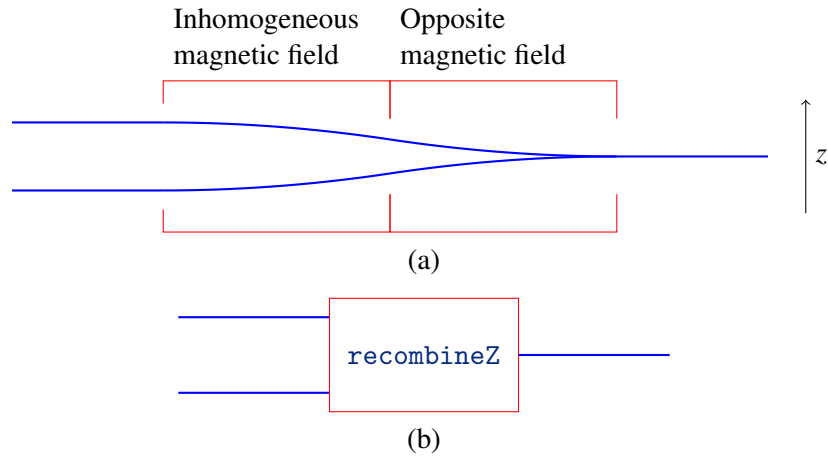 Inhomogeneous
magnetic field
Opposite
magnetic field
z
(a)
recombineZ
(b)